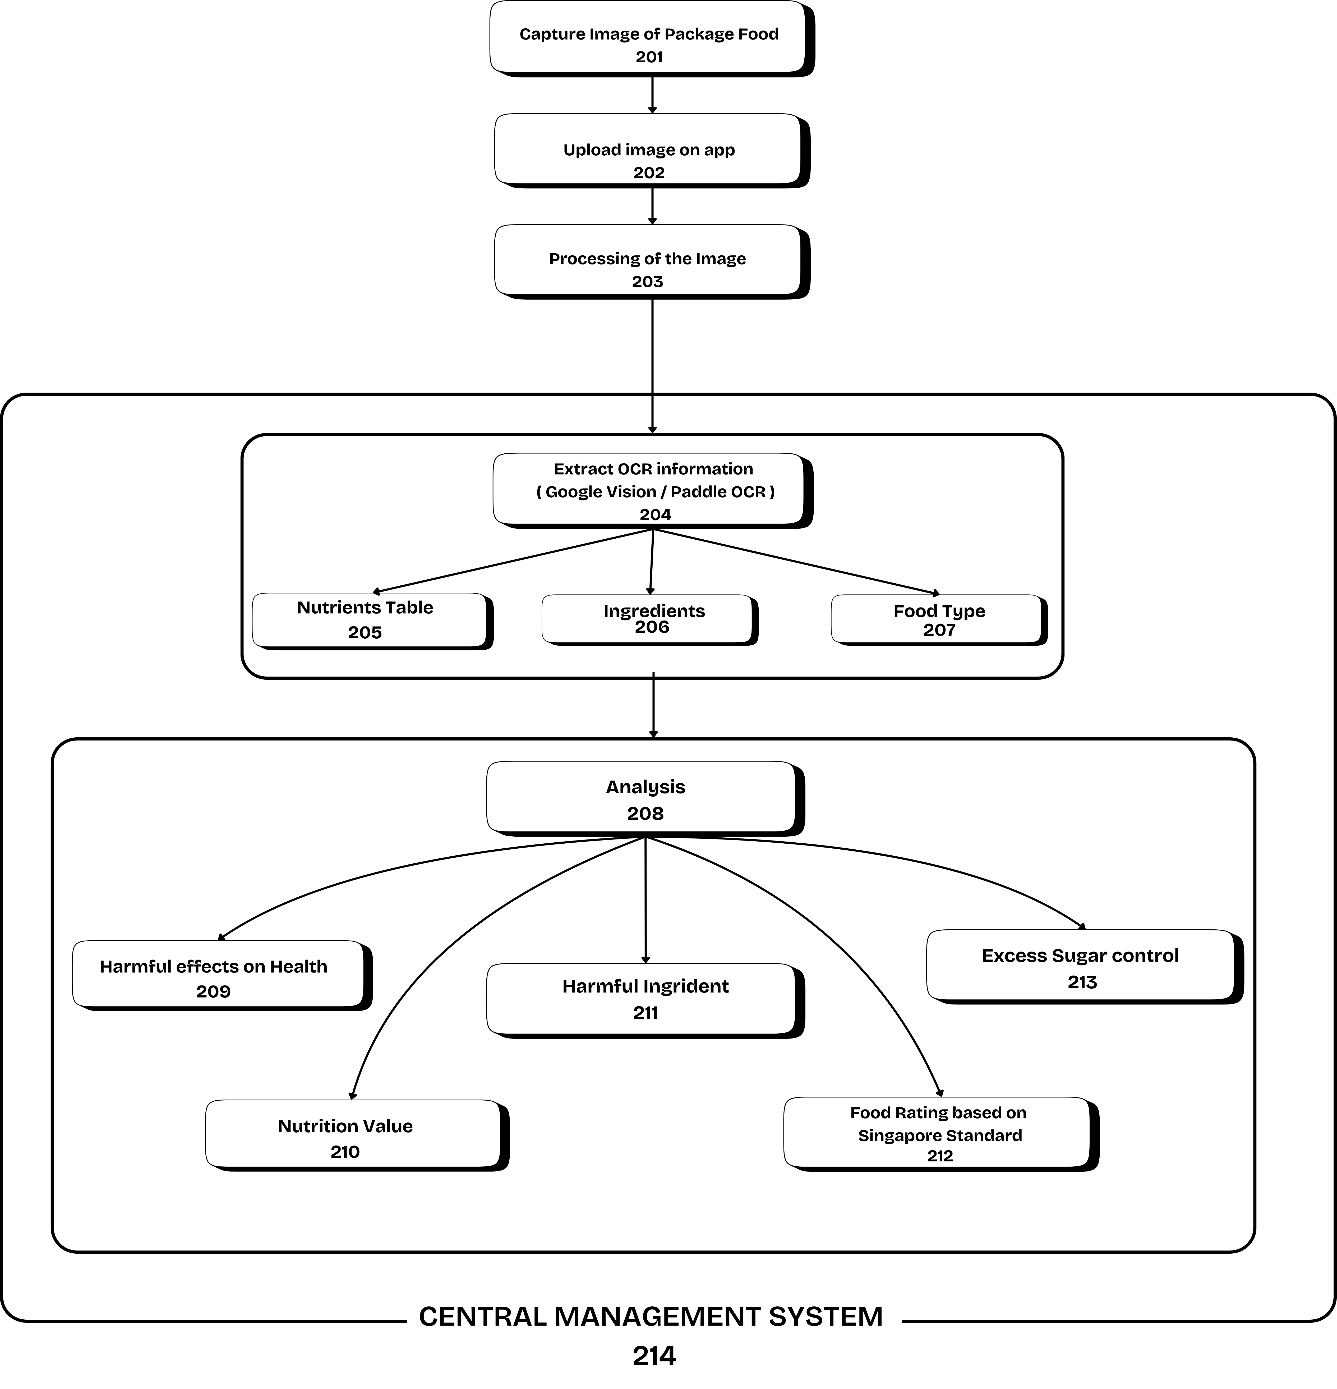 Capture Image of Package Food
201
Upload image on app
202
Processing of the Image
203
Extract OCR information
( Google Vision / Paddle OCR )
204
Nutrients Table
205
Ingredients
206
Food Type
207
Analysis
208
Harmful effects on Health
209
Harmful Ingrident
211
Excess Sugar control
213
Nutrition Value
210
Food Rating based on
Singapore Standard
212
CENTRAL MANAGEMENT SYSTEM
214